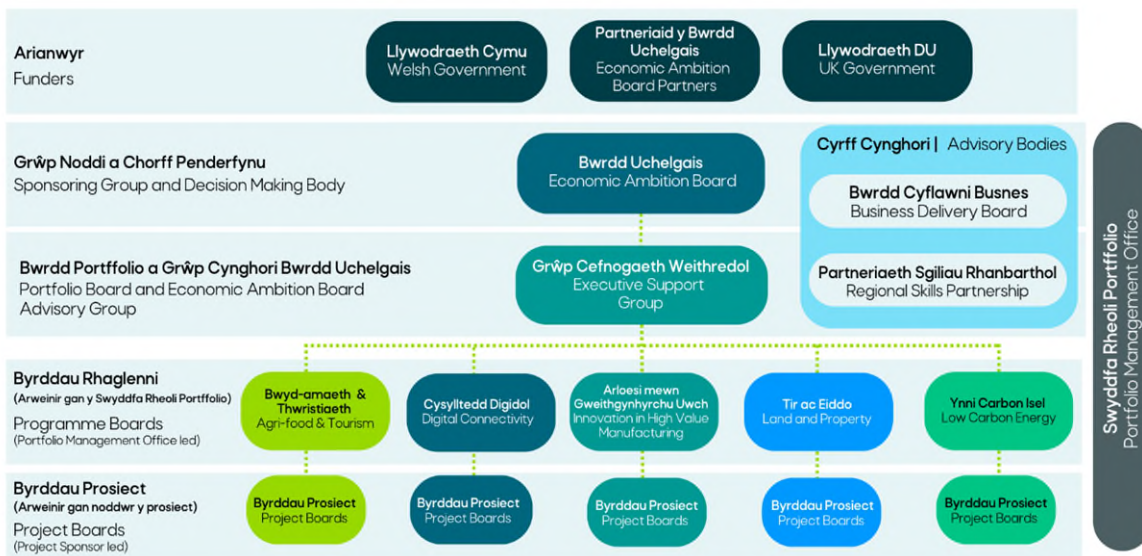 Arianwyr
Funders
Llywodraeth Cymu
Welsh Government
Partneriaid y Bwrdd
Uchelgais
Economic Ambition
Board Partners
Llywodraeth DU
UK Government
Grŵp Noddi a Chorff Penderfynu
Sponsoring Group and Decision Making Body
Bwrdd Uchelgais
Economic Ambition Board
Cyrff Cynghori | Advisory Bodies
Bwrdd Cyflawni Busnes
Business Delivery Board
Partneriaeth Sgiliau Rhanbarthol
Regional Skills Partnership
Bwrdd Portffolio a Grŵp Cynghori Bwrdd Uchelgais
Portfolio Board and Economic Ambition Board
Advisory Group
Grŵp Cefnogaeth Weithredol
Executive Support
Group
Byrddau Rhaglenni
(Arweinir gan y Swyddfa Rheoli Portffolio)
Programme Boards
(Portfolio Management Office led)
Bwyd-amaeth &
Thwristiaeth
Agri-food & Tourism
Cysylltedd Digidol
Digital Connectivity
Arloesi mewn
Gweithgynhyrchu Uwch
Innovation in High Value
Manufacturing
Tir ac Eiddo
Land and Property
Ynni Carbon Isel
Low Carbon Energy
Byrddau Prosiect
(Arweinir gan noddwr y prosiect)
Project Boards
(Project Sponsor led)
Byrddau Prosiect
Project Boards
Byrddau Prosiect
Project Boards
Byrddau Prosiect
Project Boards
Byrddau Prosiect
Project Boards
Byrddau Prosiect
Project Boards
Swyddfa Rheoli Portffolio
Portfolio Management Office